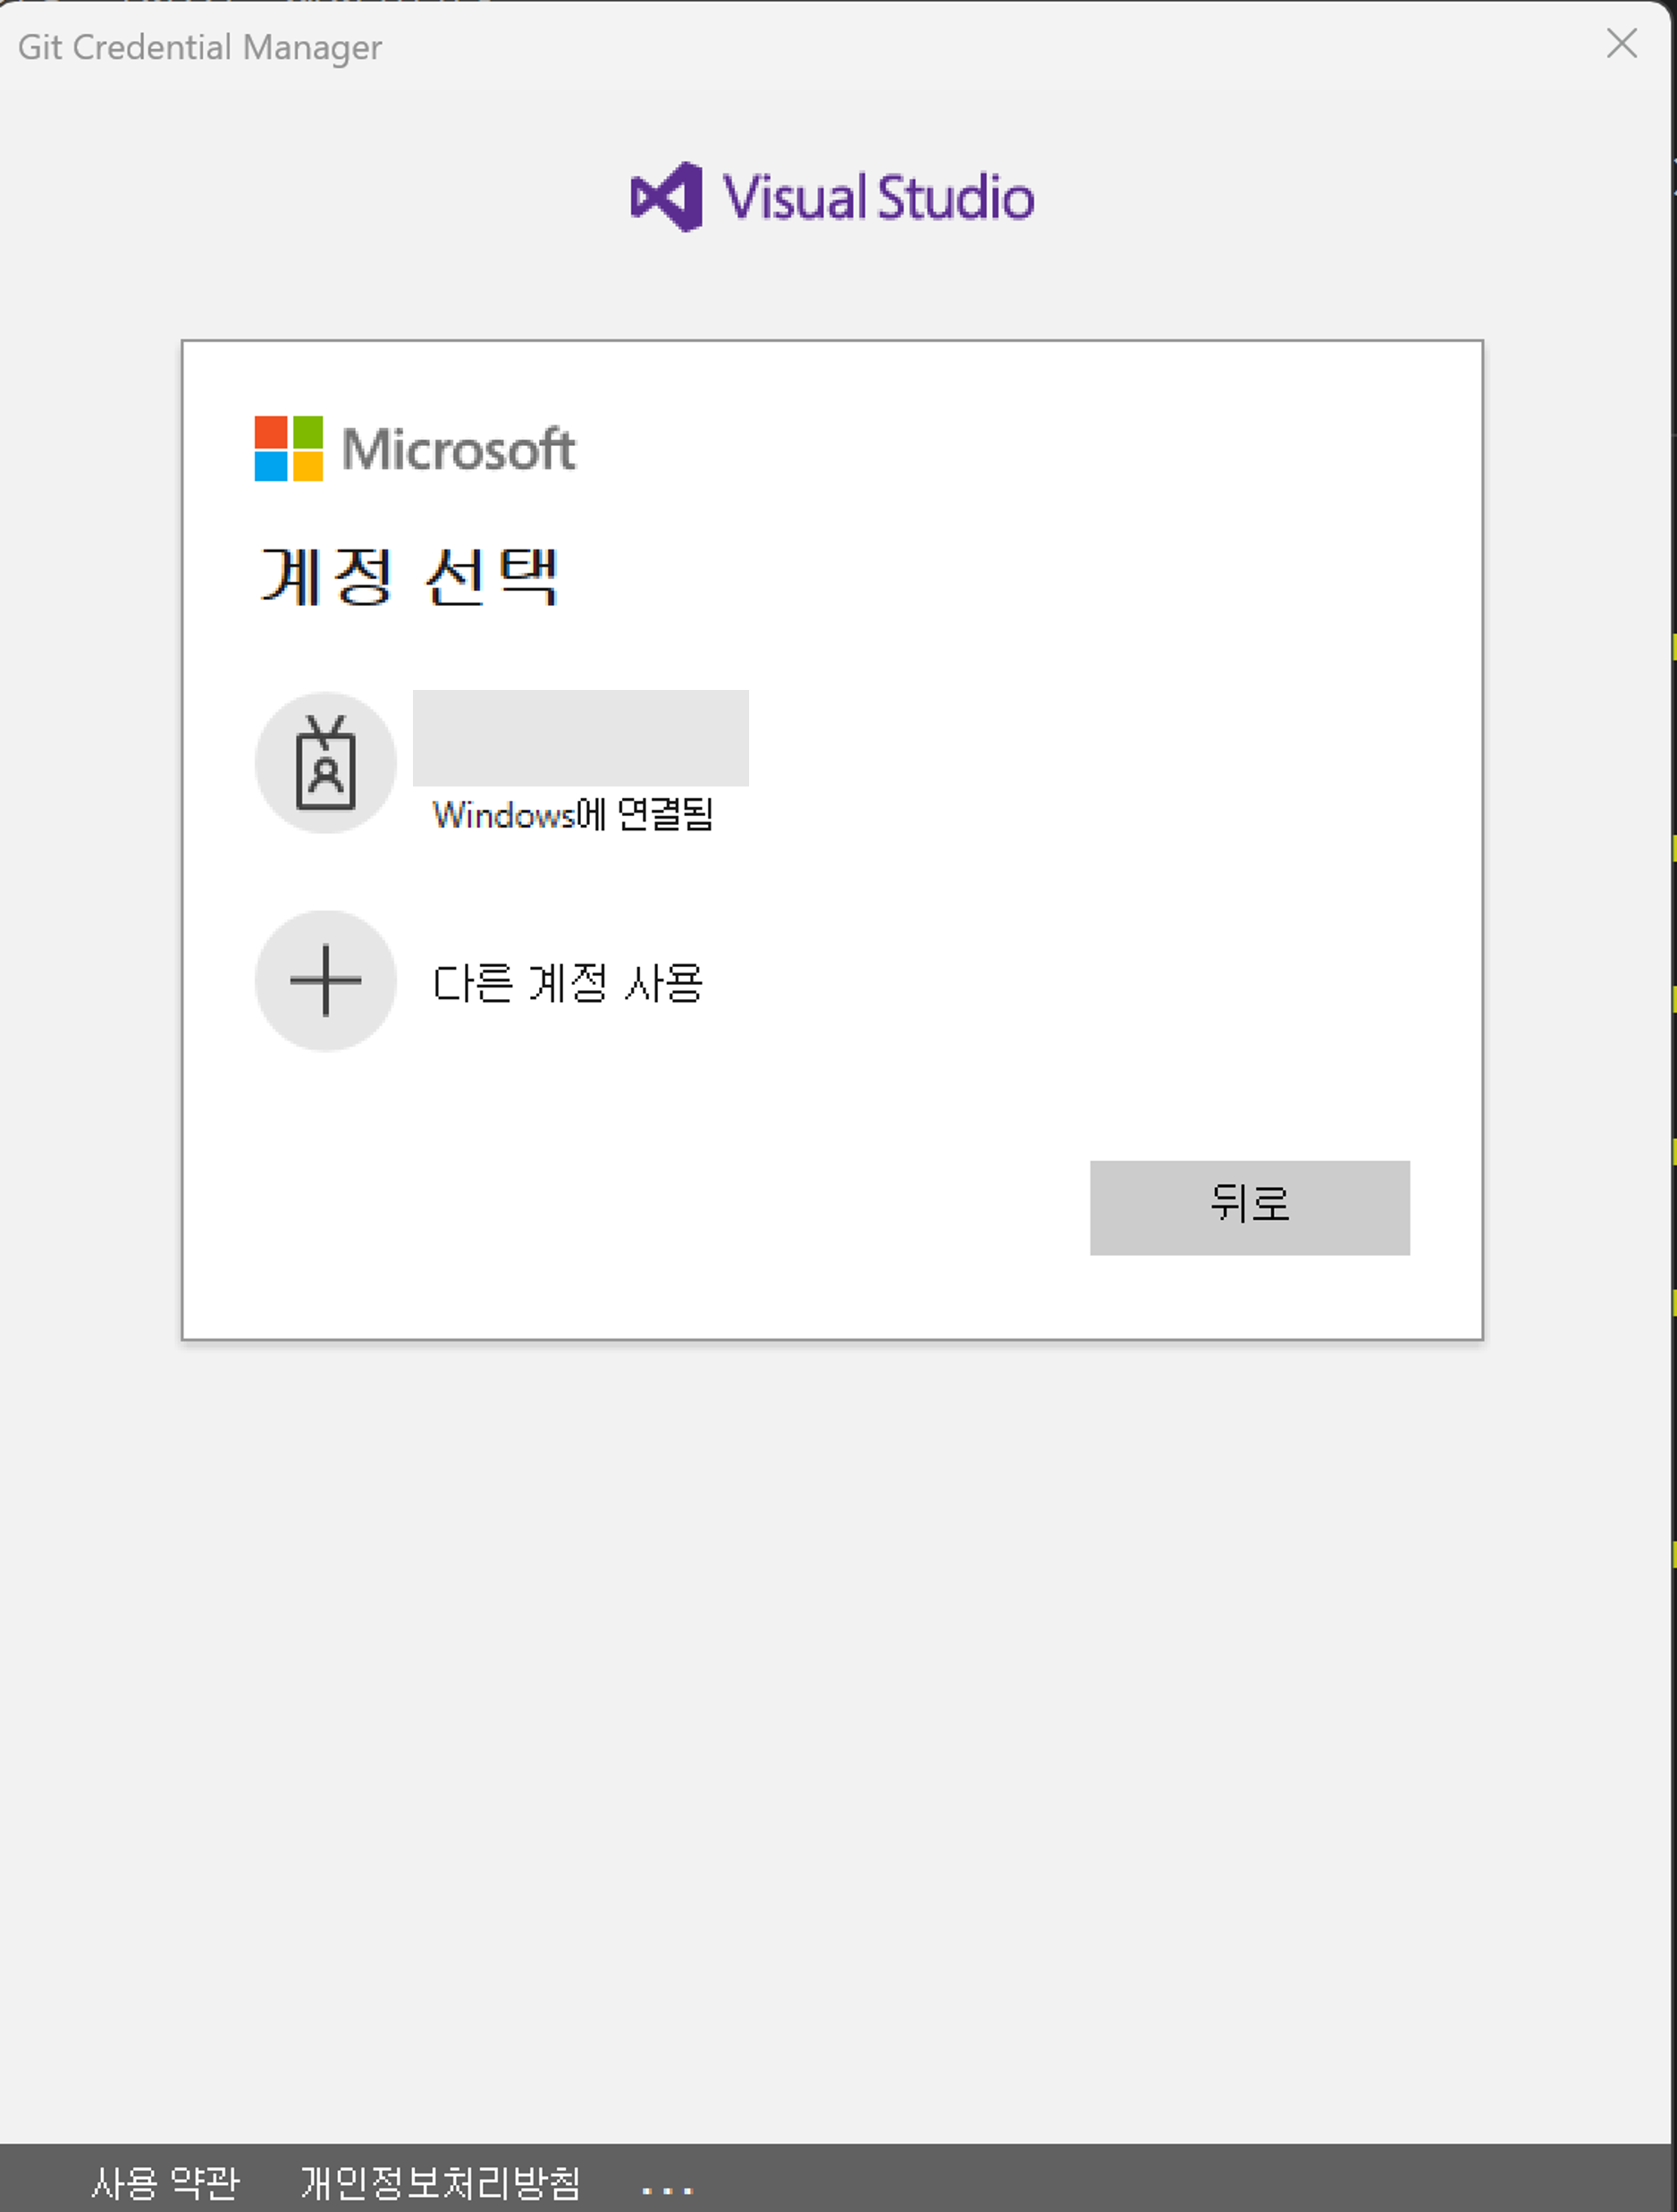 Git Credential Manager
Visual Studio
Microsoft
계정 선택
Windows에 연결됨
다른 계정 사용
뒤로
사용 약관 개인정보처리방침 ...